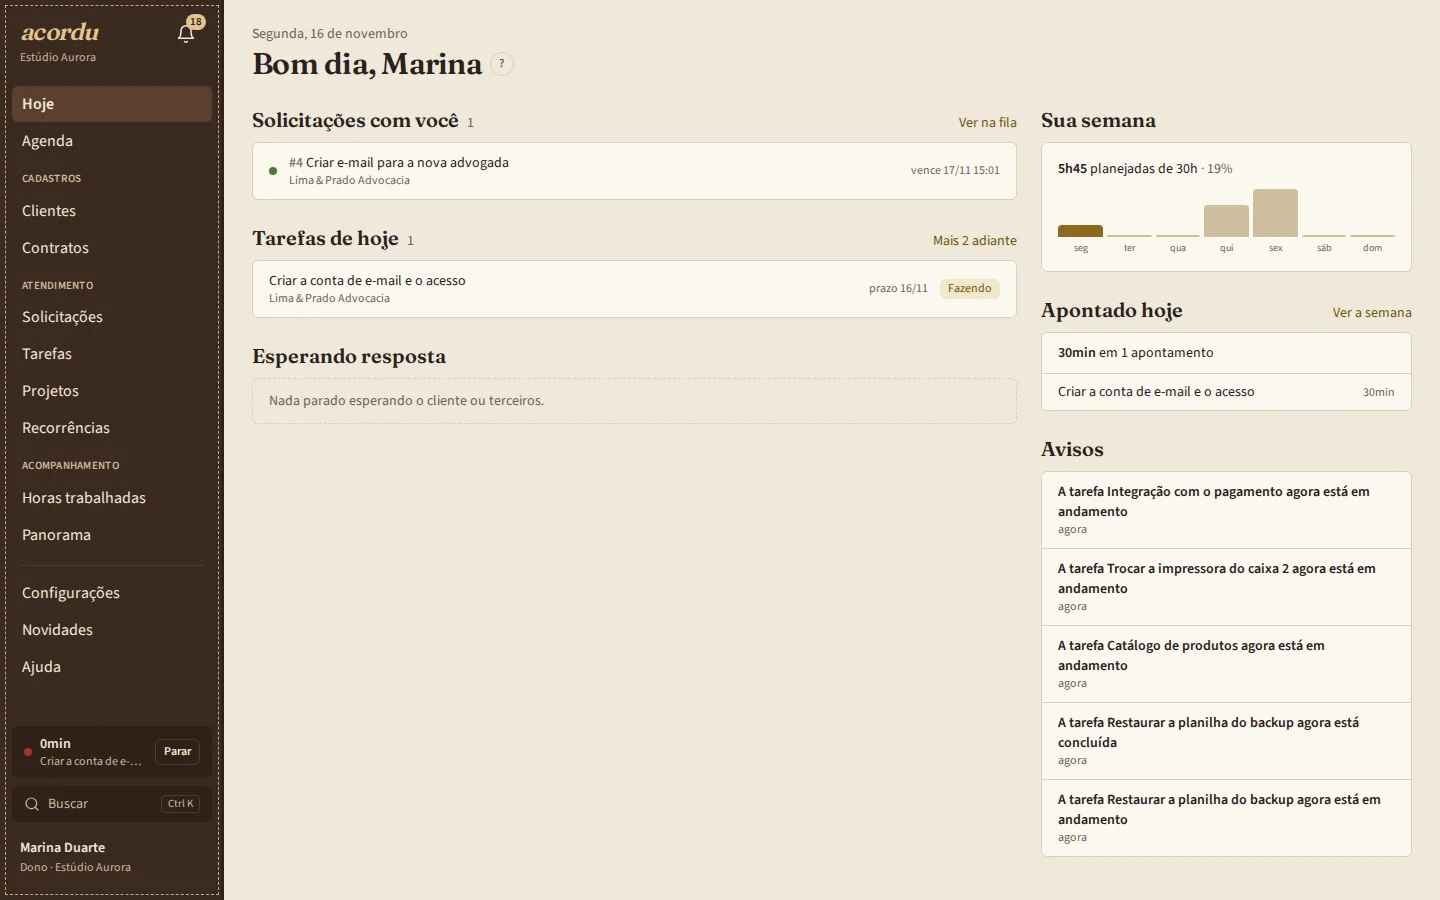 acordu
18
Estúdio Aurora
Hoje
Agenda
CADASTROS
Clientes
Contratos
ATENDIMENTO
Solicitações
Tarefas
Projetos
Recorrências
ACOMPANHAMENTO
Horas trabalhadas
Panorama
Configurações
Novidades
Ajuda
0min
Criar a conta de e-...
Parar
Buscar
Ctrl K
Marina Duarte
Dono · Estúdio Aurora
Segunda, 16 de novembro
Bom dia, Marina ?
Solicitações com você 1
Ver na fila
#4 Criar e-mail para a nova advogada
Lima & Prado Advocacia
vence 17/11 15:01
Tarefas de hoje 1
Mais 2 adiante
Criar a conta de e-mail e o acesso
Lima & Prado Advocacia
prazo 16/11
Fazendo
Esperando resposta
Nada parado esperando o cliente ou terceiros.
Sua semana
5h45 planejadas de 30h · 19%
seg ter qua qui sex sáb dom
Apontado hoje
Ver a semana
30min em 1 apontamento
Criar a conta de e-mail e o acesso
30min
Avisos
A tarefa Integração com o pagamento agora está em
andamento
agora
A tarefa Trocar a impressora do caixa 2 agora está em
andamento
agora
A tarefa Catálogo de produtos agora está em
andamento
agora
A tarefa Restaurar a planilha do backup agora está
concluída
agora
A tarefa Restaurar a planilha do backup agora está em
andamento
agora